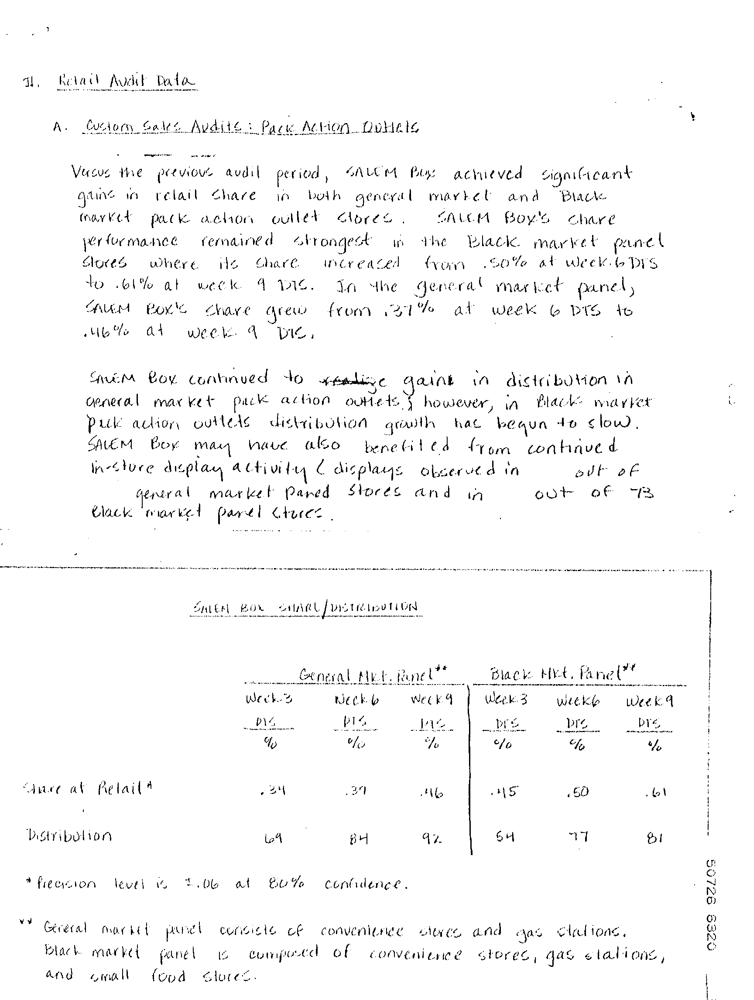 II. Retail Audit Data
A. Custom Sales Audits: Pack Action Outlets
Versus the previous audit period, SALEM Box achieved significant
gains in retail share in both general market and Black
market pack action outlet stores. SALEM Box's share
performance remained strongest in the Black market panel
stores where its share increased from .50% at week 6 DTS
to .61% at week 9 DTS. In the general market panel,
SALEM Box's share grew from .37% at week 6 DTS to
.46% at week 9 DTS.
SALEM Box continued to realize gains in distribution in
general market pack action outlets; however, in Black market
pack action outlets distribution growth has begun to slow.
SALEM Box may have also benefited from continued
in-store display activity (displays observed in out of
general market paned stores and in out of 73
Black market panel stores.
SALEM BOX SHARE/DISTRIBUTION
General Mkt. Panel** Black Mkt. Panel**
Week 3 Week 6 Week 9 Week 3 Week 6 Week 9
DTS DTS DTS DTS DTS DTS
% % % % % %
Share at Retail* .34 .37 .46 .45 .50 .61
Distribution 69 84 92 54 77 81
*Precision level is ±.06 at 80% confidence.
** General market panel consists of convenience stores and gas stations.
Black market panel is composed of convenience stores, gas stations,
and small food stores.
50726 6320